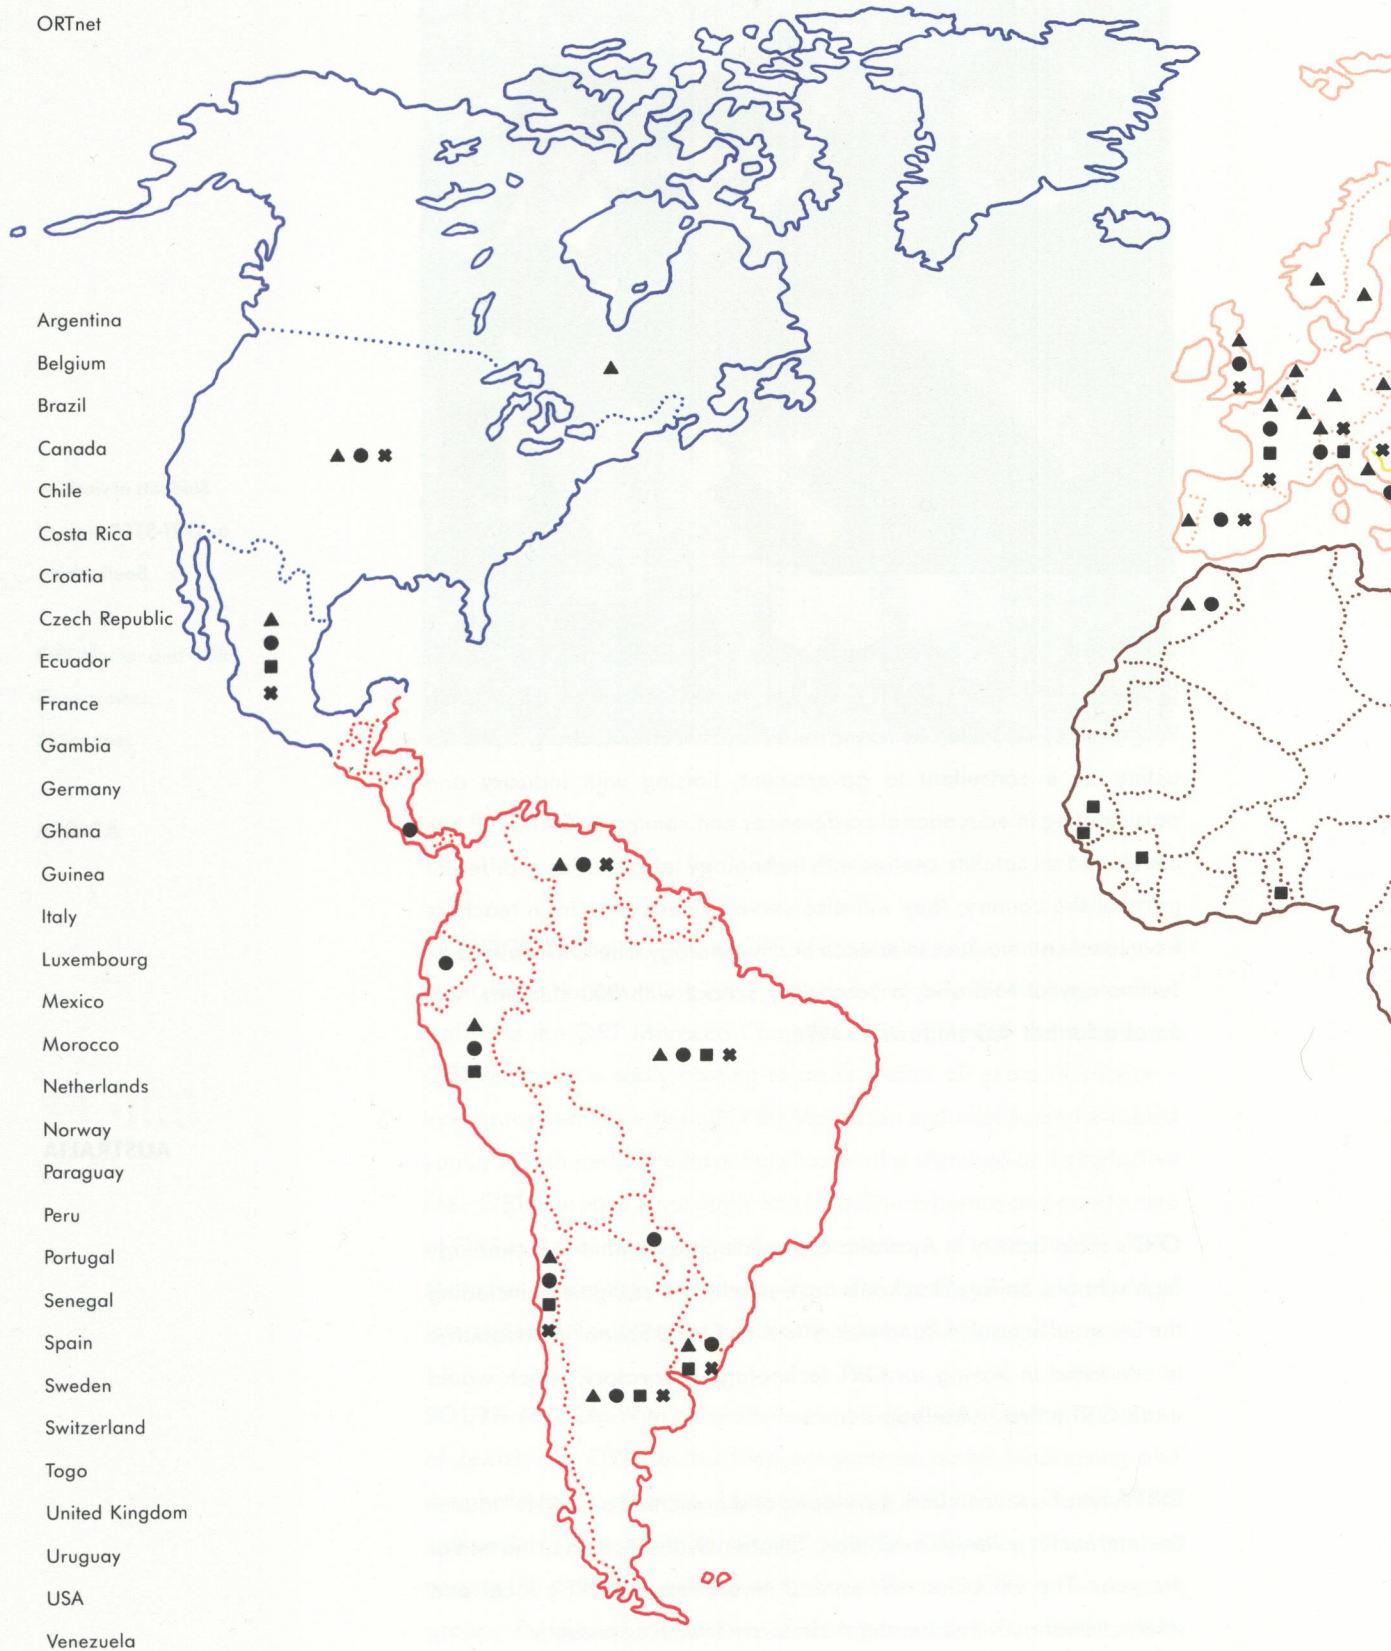 ORTnet
Argentina
Belgium
Brazil
Canada
Chile
Costa Rica
Croatia
Czech Republic
Ecuador
France
Gambia
Germany
Ghana
Guinea
Italy
Luxembourg
Mexico
Morocco
Netherlands
Norway
Paraguay
Peru
Portugal
Senegal
Spain
Sweden
Switzerland
Togo
United Kingdom
Uruguay
USA
Venezuela